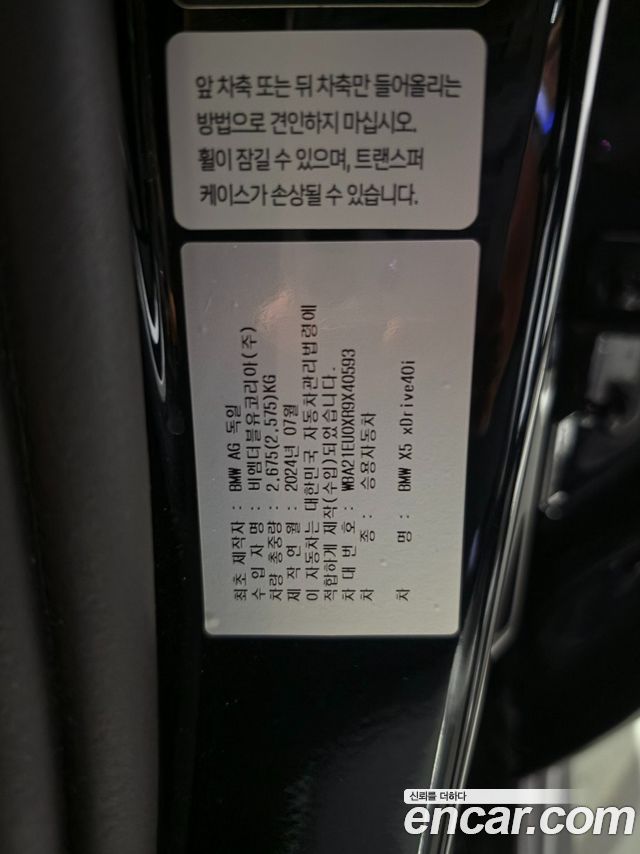 앞 차축 또는 뒤 차축만 들어올리는
방법으로 견인하지 마십시오.
휠이 잠길 수 있으며, 트랜스퍼
케이스가 손상될 수 있습니다.
최초 제작자 : BMW AG 독일
수 입 자 명 : 비엠더블유코리아(주)
차량 총중량 : 2,675(2,575)KG
제 작 연 월 : 2024년 07월
이 자동차는 대한민국 자동차관리법령에
적합하게 제작(수입)되었습니다.
차 대 번 호 : WBA21EU0XR9X40593
차 종 : 승용자동차
차 명 : BMW X5 xDrive40i
신뢰를 더하다
encar.com